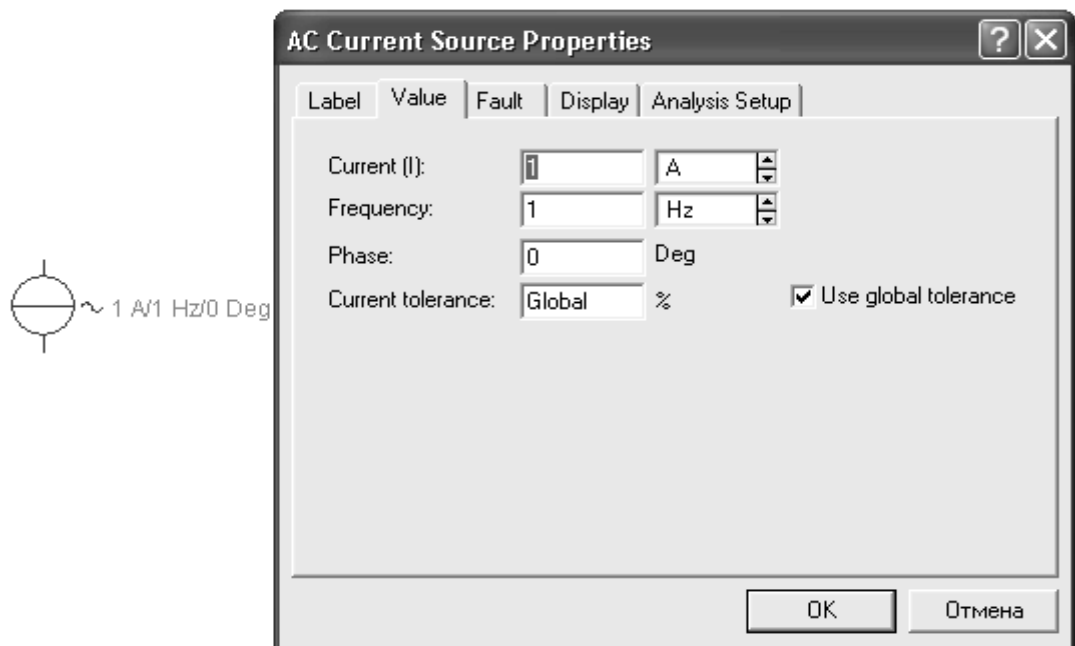 AC Current Source Properties
Label Value Fault Display Analysis Setup
Current (I): 1 A
Frequency: 1 Hz
Phase: 0 Deg
Current tolerance: Global % Use global tolerance
1 A/1 Hz/0 Deg
OK Отмена